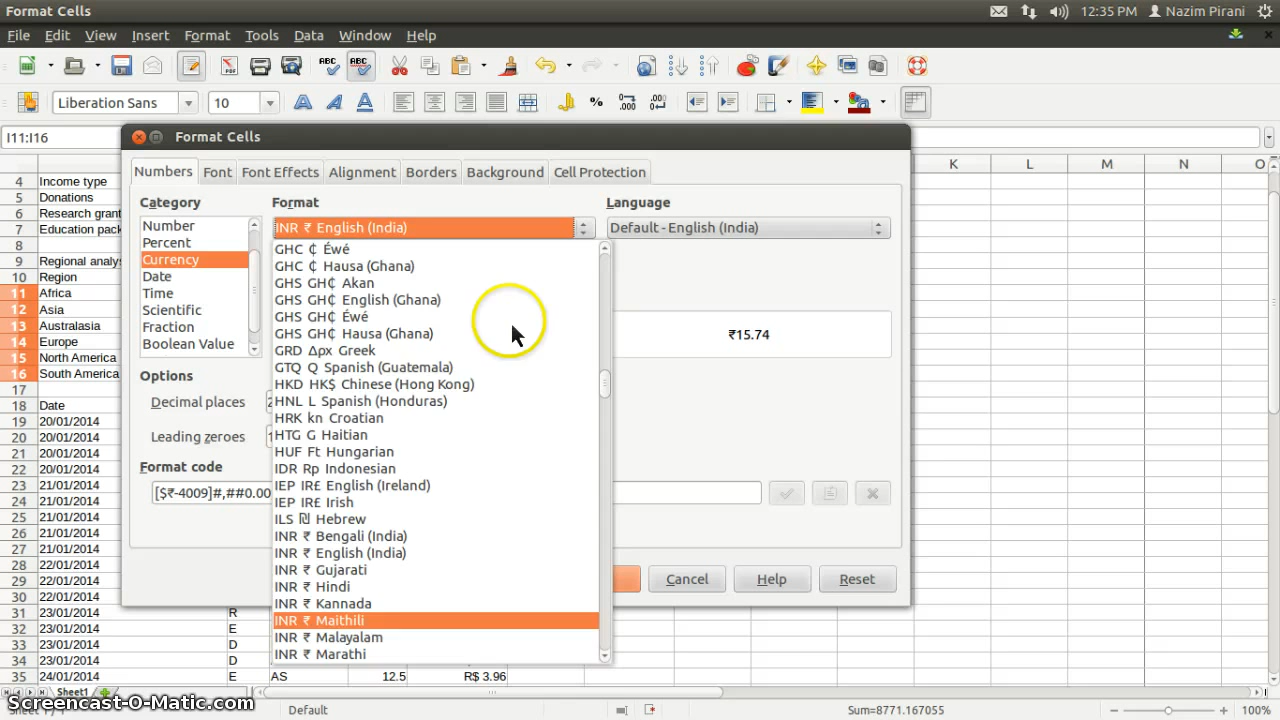 Format Cells
12:35 PM
Nazim Pirani
File Edit View Insert Format Tools Data Window Help
Liberation Sans
10
I11:I16
Format Cells
Numbers Font Font Effects Alignment Borders Background Cell Protection
K L M N O
Category
Number
Percent
Currency
Date
Time
Scientific
Fraction
Boolean Value
Format
INR ₹ English (India)
GHC ₵ Éwé
GHC ₵ Hausa (Ghana)
GHS GH₵ Akan
GHS GH₵ English (Ghana)
GHS GH₵ Éwé
GHS GH₵ Hausa (Ghana)
GRD Δρχ Greek
GTQ Q Spanish (Guatemala)
HKD HK$ Chinese (Hong Kong)
HNL L Spanish (Honduras)
HRK kn Croatian
HTG G Haitian
HUF Ft Hungarian
IDR Rp Indonesian
IEP IR£ English (Ireland)
IEP IR£ Irish
ILS ₪ Hebrew
INR ₹ Bengali (India)
INR ₹ English (India)
INR ₹ Gujarati
INR ₹ Hindi
INR ₹ Kannada
INR ₹ Maithili
INR ₹ Malayalam
INR ₹ Marathi
Language
Default - English (India)
₹15.74
Options
Decimal places
Leading zeroes
Format code
[$₹-4009]#,##0.00
Cancel Help Reset
4 Income type
5 Donations
6 Research grant
7 Education pack
8
9 Regional analys
10 Region
11 Africa
12 Asia
13 Australasia
14 Europe
15 North America
16 South America
17
18 Date
19 20/01/2014
20 20/01/2014
21 20/01/2014
22 20/01/2014
23 21/01/2014
24 21/01/2014
25 21/01/2014
26 21/01/2014
27 21/01/2014
28 22/01/2014
29 22/01/2014
30 22/01/2014
31 23/01/2014 R
32 23/01/2014 E
33 23/01/2014 D
34 23/01/2014 D
35 24/01/2014 E AS 12.5 R$ 3.96
Sheet1
Screencast-O-Matic.com
Default
Sum=8771.167055
100%